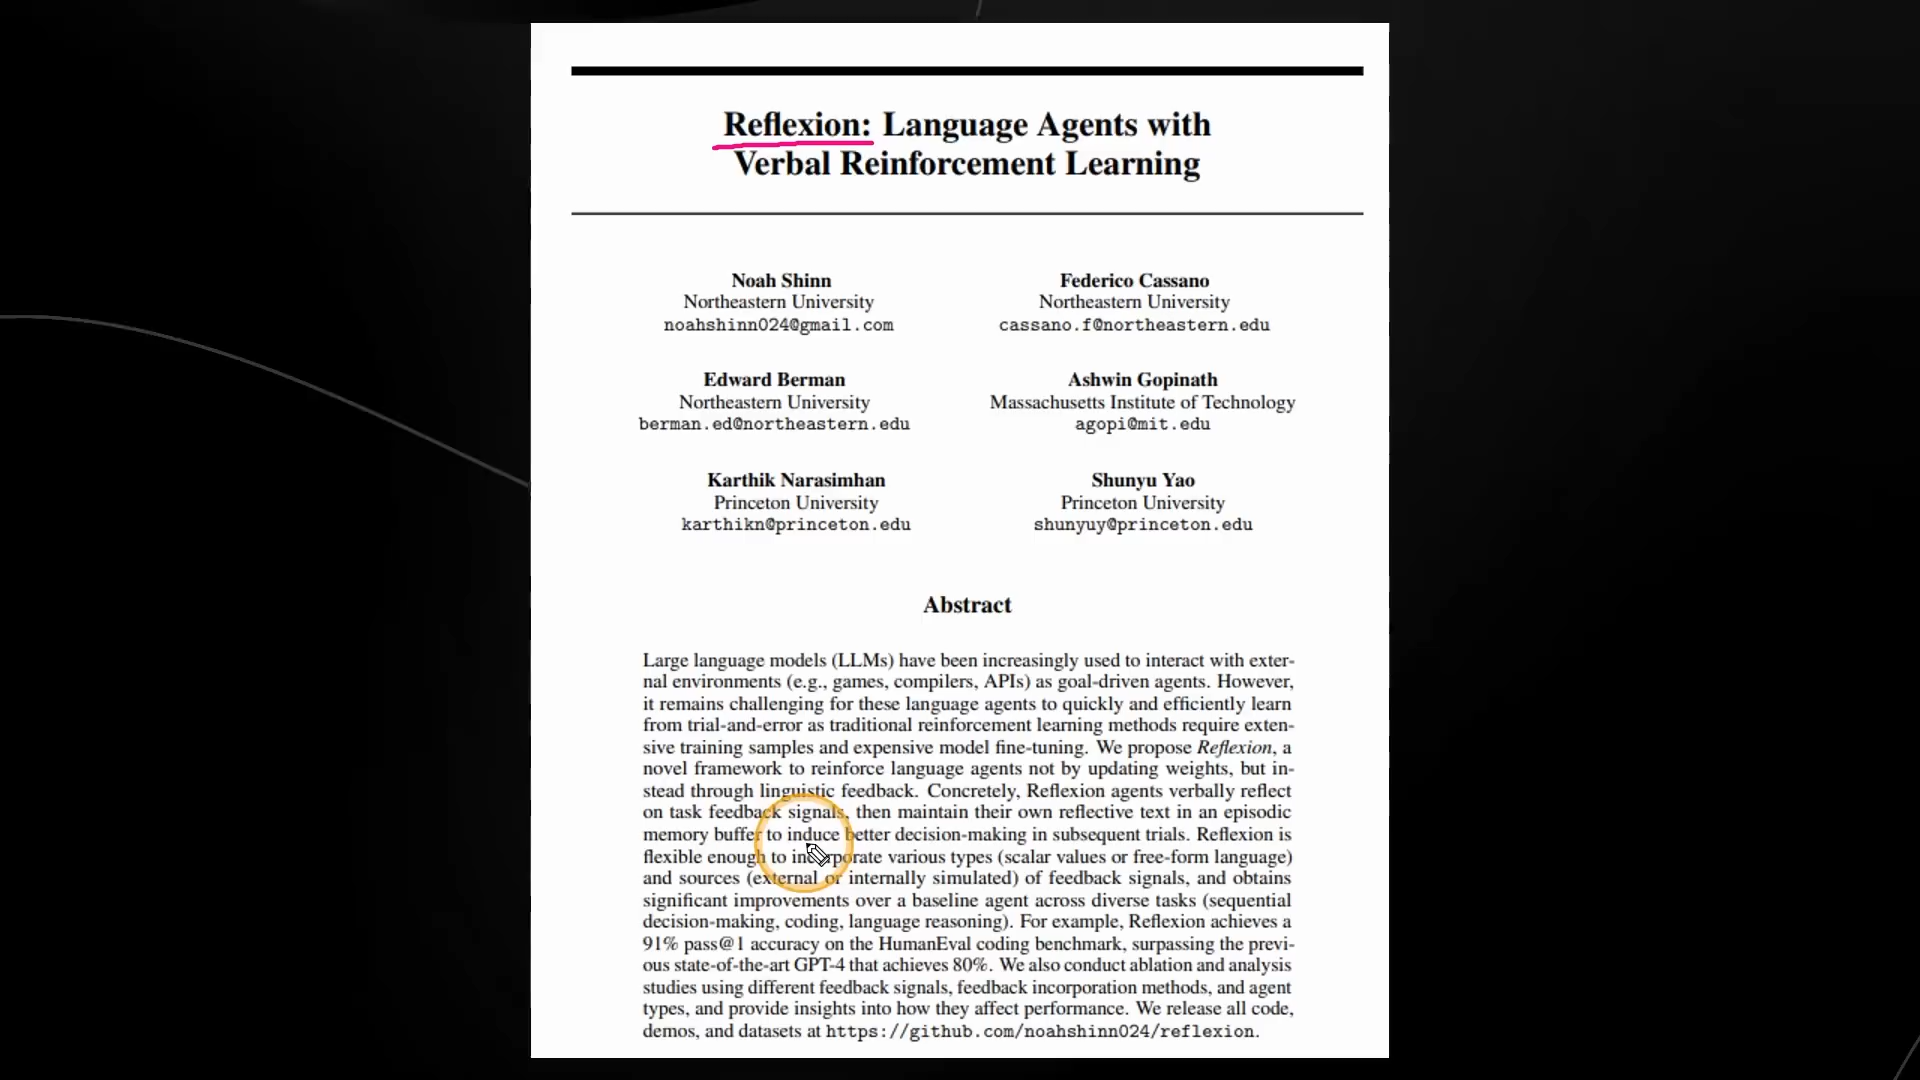 Reflexion: Language Agents with
Verbal Reinforcement Learning
Noah Shinn
Northeastern University
noahshinn024@gmail.com
Federico Cassano
Northeastern University
cassano.f@northeastern.edu
Edward Berman
Northeastern University
berman.ed@northeastern.edu
Ashwin Gopinath
Massachusetts Institute of Technology
agopi@mit.edu
Karthik Narasimhan
Princeton University
karthikn@princeton.edu
Shunyu Yao
Princeton University
shunyuy@princeton.edu
Abstract
Large language models (LLMs) have been increasingly used to interact with exter-
nal environments (e.g., games, compilers, APIs) as goal-driven agents. However,
it remains challenging for these language agents to quickly and efficiently learn
from trial-and-error as traditional reinforcement learning methods require exten-
sive training samples and expensive model fine-tuning. We propose Reflexion, a
novel framework to reinforce language agents not by updating weights, but in-
stead through linguistic feedback. Concretely, Reflexion agents verbally reflect
on task feedback signals, then maintain their own reflective text in an episodic
memory buffer to induce better decision-making in subsequent trials. Reflexion is
flexible enough to incorporate various types (scalar values or free-form language)
and sources (external or internally simulated) of feedback signals, and obtains
significant improvements over a baseline agent across diverse tasks (sequential
decision-making, coding, language reasoning). For example, Reflexion achieves a
91% pass@1 accuracy on the HumanEval coding benchmark, surpassing the previ-
ous state-of-the-art GPT-4 that achieves 80%. We also conduct ablation and analysis
studies using different feedback signals, feedback incorporation methods, and agent
types, and provide insights into how they affect performance. We release all code,
demos, and datasets at https://github.com/noahshinn024/reflexion.